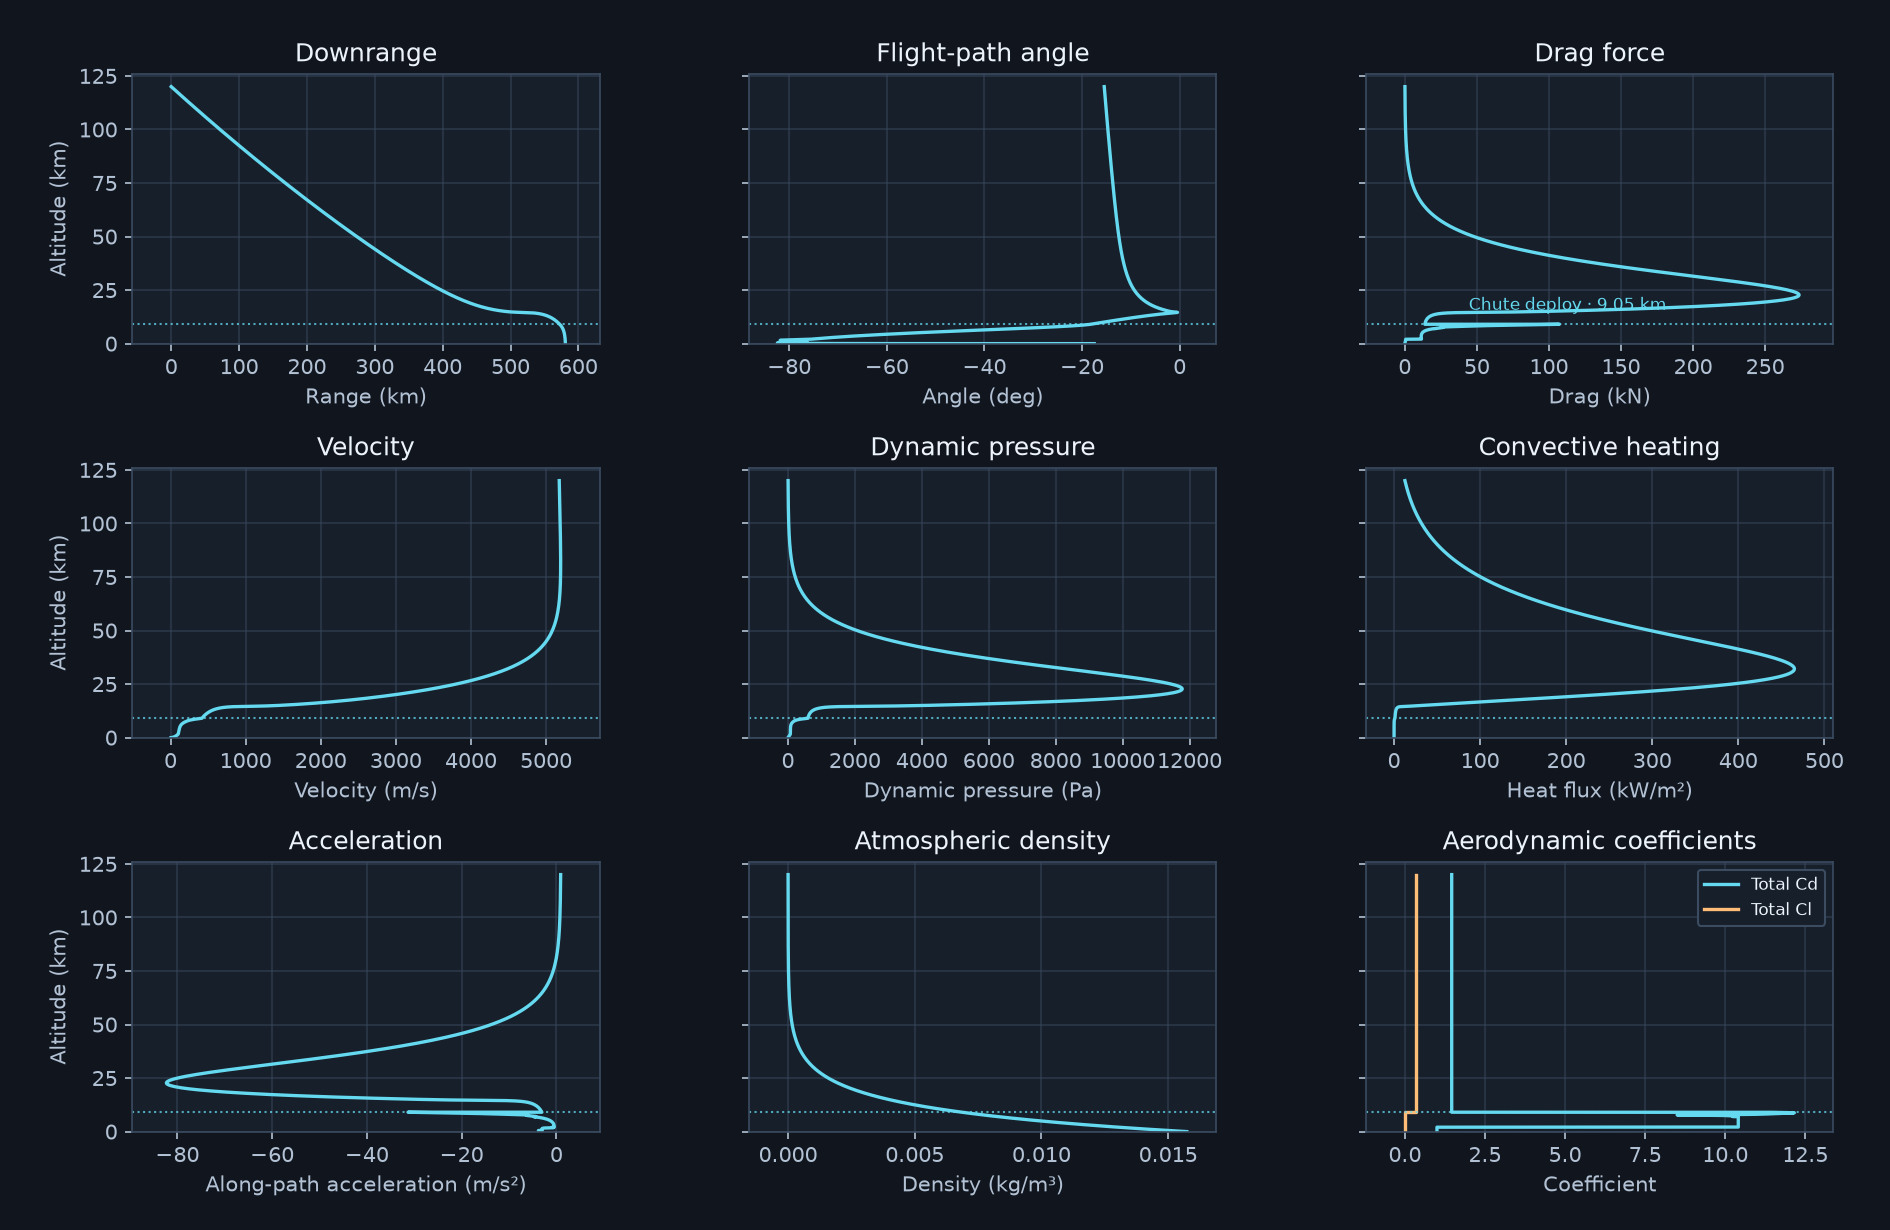 Downrange
125
100
75
50
25
0
Altitude (km)
0 100 200 300 400 500 600
Range (km)
Flight-path angle
−80 −60 −40 −20 0
Angle (deg)
Drag force
Chute deploy · 9.05 km
0 50 100 150 200 250
Drag (kN)
Velocity
125
100
75
50
25
0
Altitude (km)
0 1000 2000 3000 4000 5000
Velocity (m/s)
Dynamic pressure
0 2000 4000 6000 8000 10000 12000
Dynamic pressure (Pa)
Convective heating
0 100 200 300 400 500
Heat flux (kW/m²)
Acceleration
125
100
75
50
25
0
Altitude (km)
−80 −60 −40 −20 0
Along-path acceleration (m/s²)
Atmospheric density
0.000 0.005 0.010 0.015
Density (kg/m³)
Aerodynamic coefficients
Total Cd
Total Cl
0.0 2.5 5.0 7.5 10.0 12.5
Coefficient